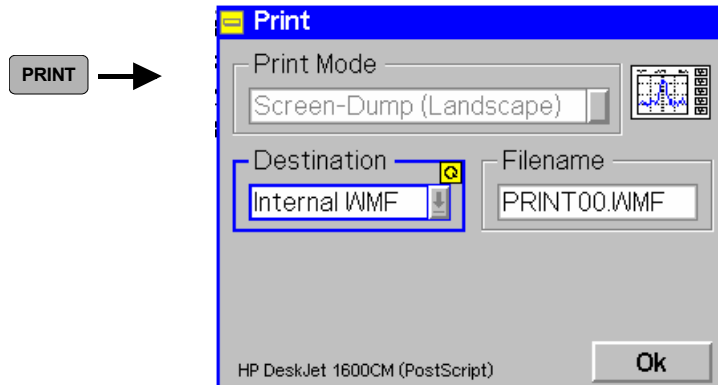 Print
PRINT
Print Mode
Screen-Dump (Landscape)
Destination
Filename
Internal WMF
PRINT00.WMF
HP DeskJet 1600CM (PostScript)
Ok